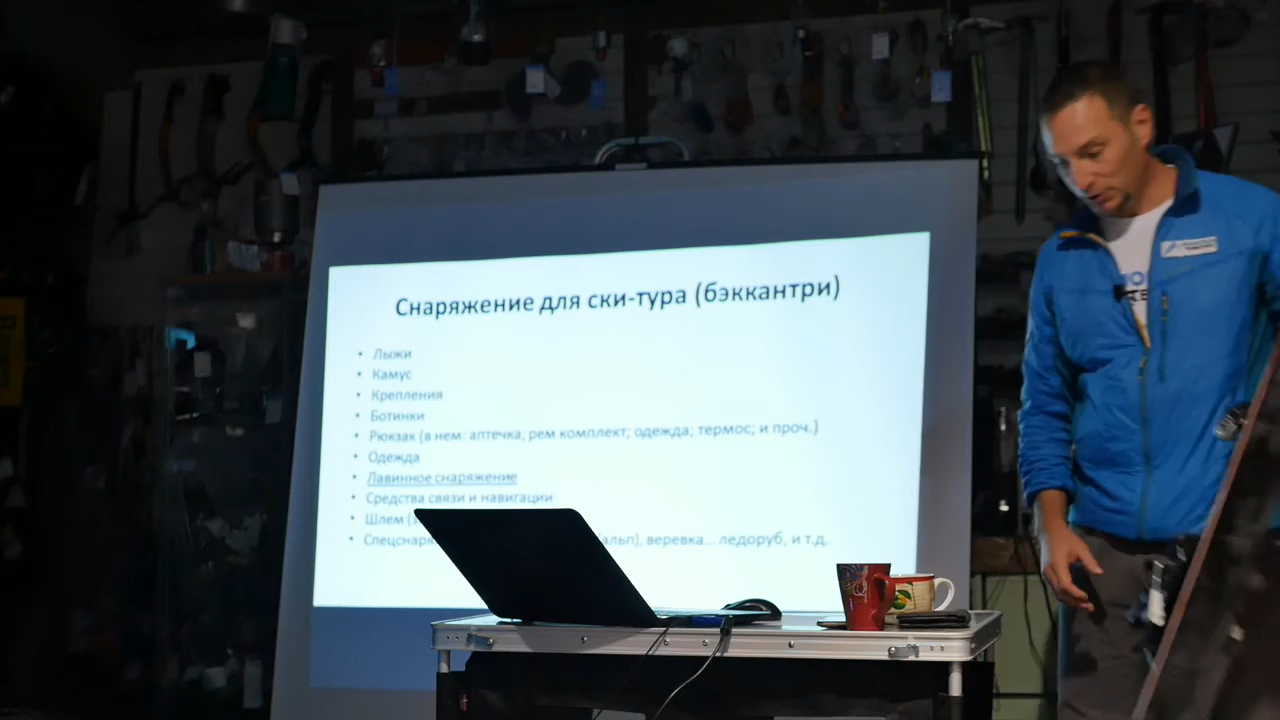 Снаряжение для ски-тура (бэккантри)
• Лыжи
• Камус
• Крепления
• Ботинки
• Рюкзак (в нем: аптечка; рем комплект; одежда; термос; и проч.)
• Одежда
• Лавинное снаряжение
• Средства связи и навигации
• Шлем
• альп), веревка... ледоруб, и т.д.